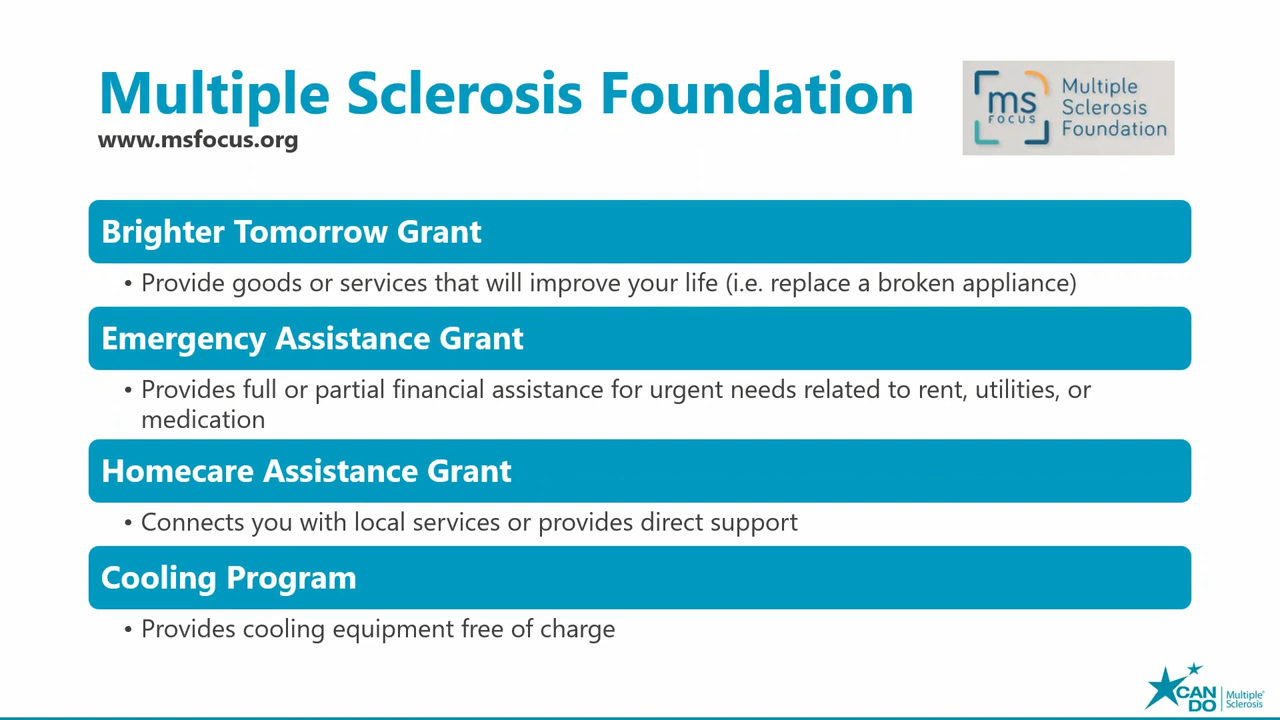 Multiple Sclerosis Foundation
www.msfocus.org
ms
FOCUS
Multiple
Sclerosis
Foundation
Brighter Tomorrow Grant
• Provide goods or services that will improve your life (i.e. replace a broken appliance)
Emergency Assistance Grant
• Provides full or partial financial assistance for urgent needs related to rent, utilities, or
medication
Homecare Assistance Grant
• Connects you with local services or provides direct support
Cooling Program
• Provides cooling equipment free of charge
CAN
DO
Multiple®
Sclerosis